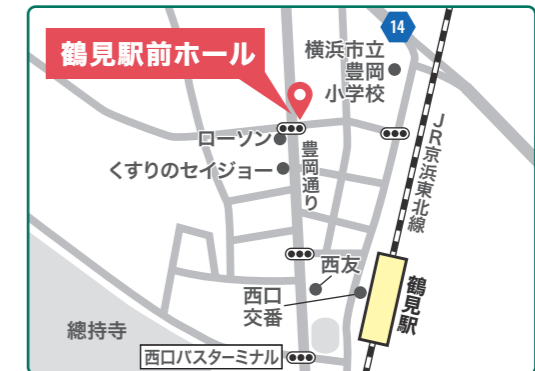 14
鶴見駅前ホール
横浜市立
豊岡
小学校
ローソン
くすりのセイジョー
豊岡通り
JR京浜東北線
西友
西口
交番
鶴見駅
總持寺
西口バスターミナル